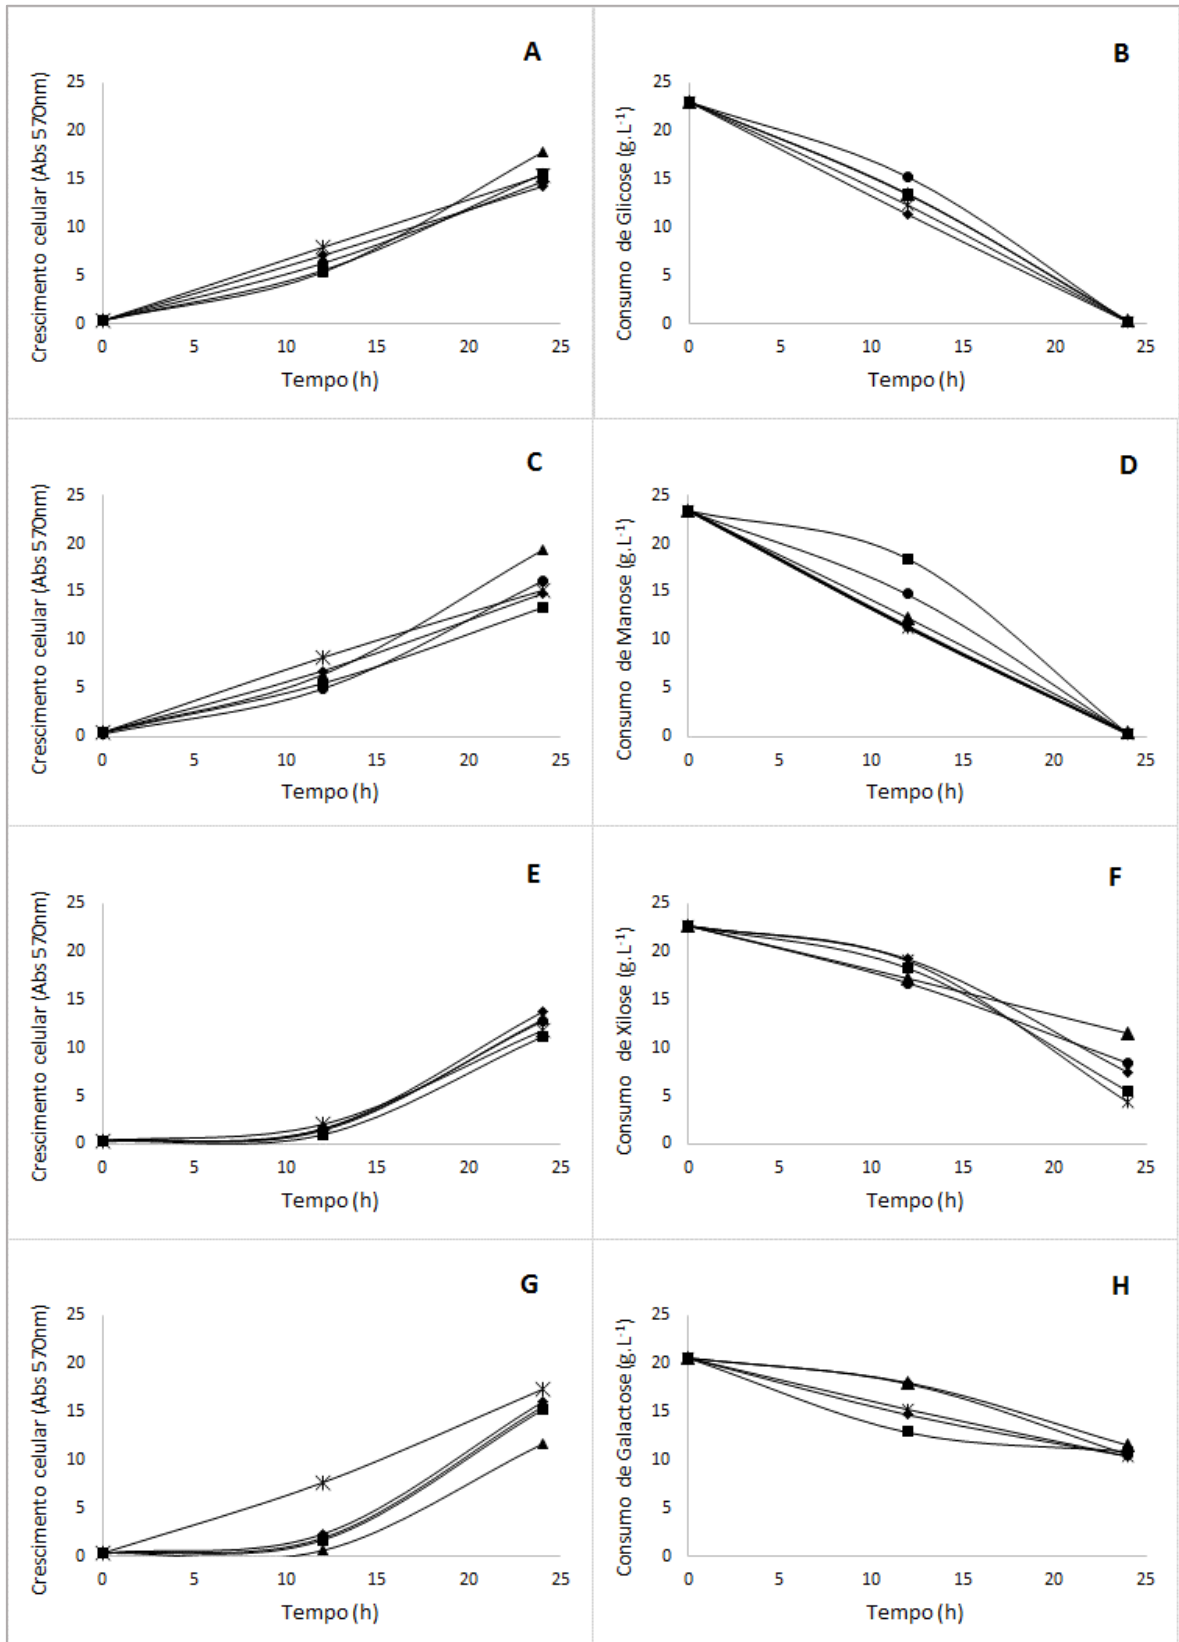 A
Crescimento celular (Abs 570nm)
25
20
15
10
5
0
0 5 10 15 20 25
Tempo (h)
B
Consumo de Glicose (g.L⁻¹)
25
20
15
10
5
0
0 5 10 15 20 25
Tempo (h)
C
Crescimento celular (Abs 570nm)
25
20
15
10
5
0
0 5 10 15 20 25
Tempo (h)
D
Consumo de Manose (g.L⁻¹)
25
20
15
10
5
0
0 5 10 15 20 25
Tempo (h)
E
Crescimento celular (Abs 570nm)
25
20
15
10
5
0
0 5 10 15 20 25
Tempo (h)
F
Consumo de Xilose (g.L⁻¹)
25
20
15
10
5
0
0 5 10 15 20 25
Tempo (h)
G
Crescimento celular (Abs 570nm)
25
20
15
10
5
0
0 5 10 15 20 25
Tempo (h)
H
Consumo de Galactose (g.L⁻¹)
25
20
15
10
5
0
0 5 10 15 20 25
Tempo (h)